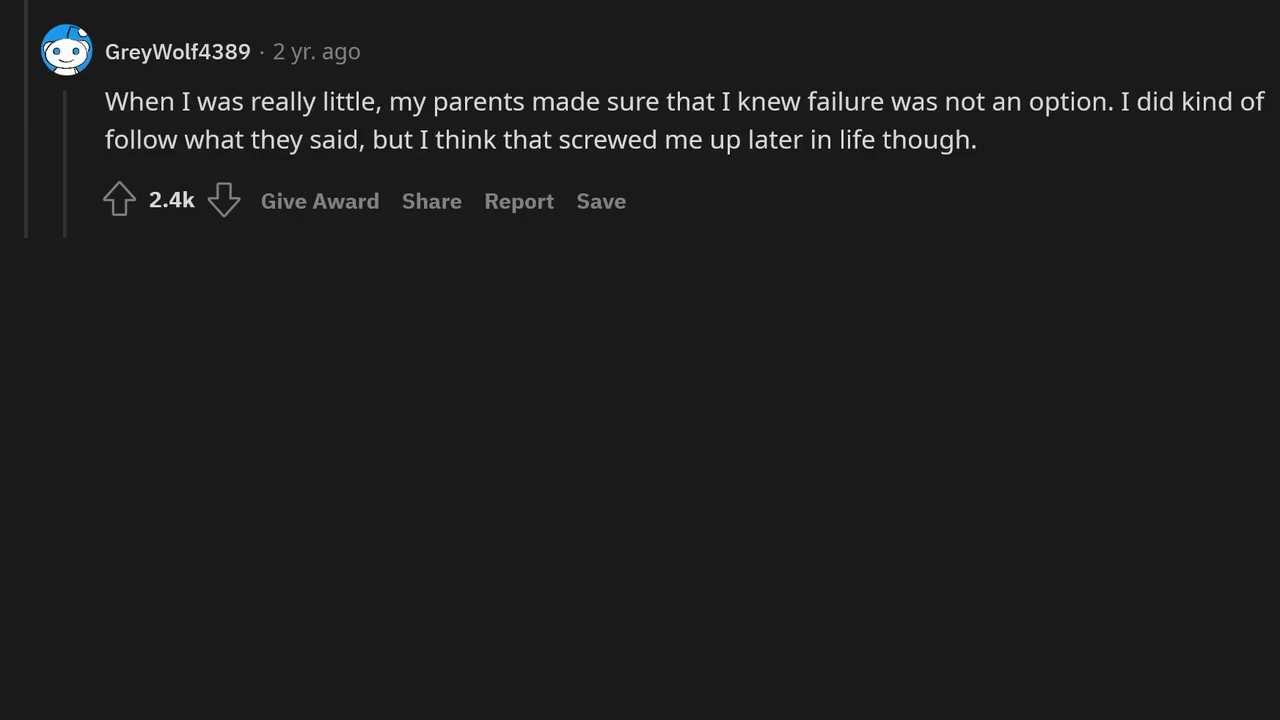 GreyWolf4389 · 2 yr. ago
When I was really little, my parents made sure that I knew failure was not an option. I did kind of
follow what they said, but I think that screwed me up later in life though.
2.4k Give Award Share Report Save